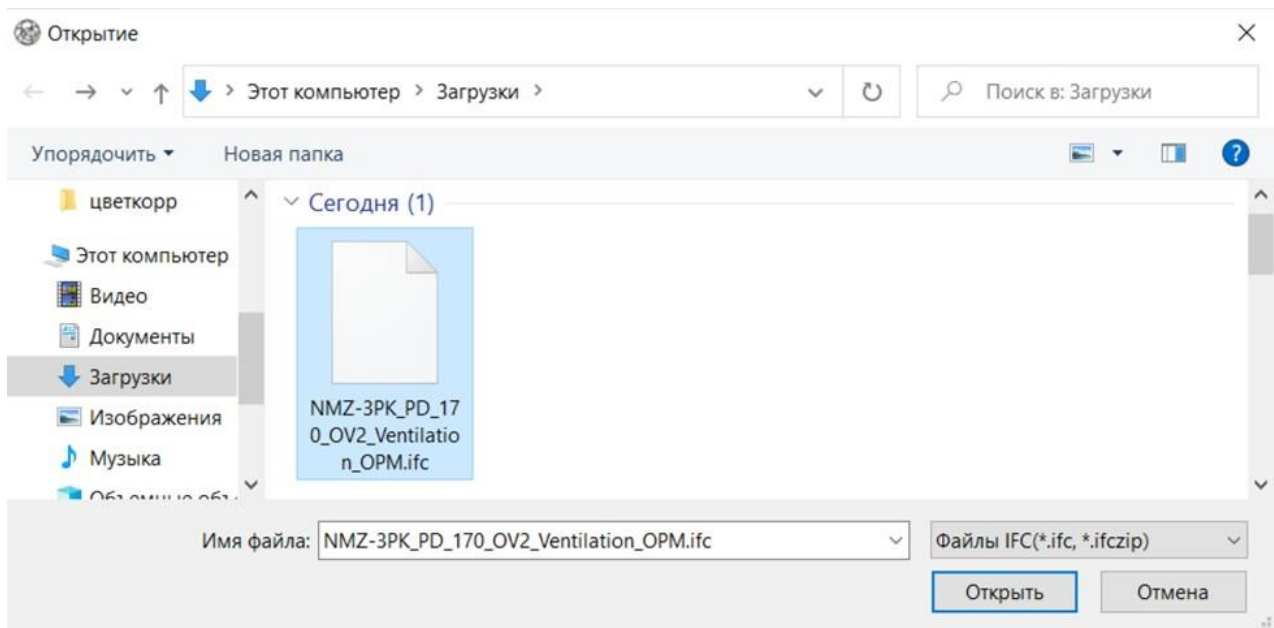 Открытие
Этот компьютер > Загрузки >
Поиск в: Загрузки
Упорядочить
Новая папка
цветкорр
Этот компьютер
Видео
Документы
Загрузки
Изображения
Музыка
Сегодня (1)
NMZ-3PK_PD_17
0_OV2_Ventilatio
n_OPM.ifc
Имя файла: NMZ-3PK_PD_170_OV2_Ventilation_OPM.ifc
Файлы IFC(*.ifc, *.ifczip)
Открыть
Отмена